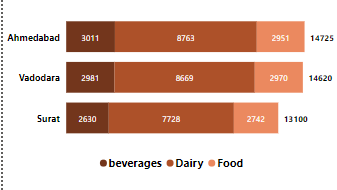 Ahmedabad 3011 8763 2951 14725
Vadodara 2981 8669 2970 14620
Surat 2630 7728 2742 13100
beverages Dairy Food